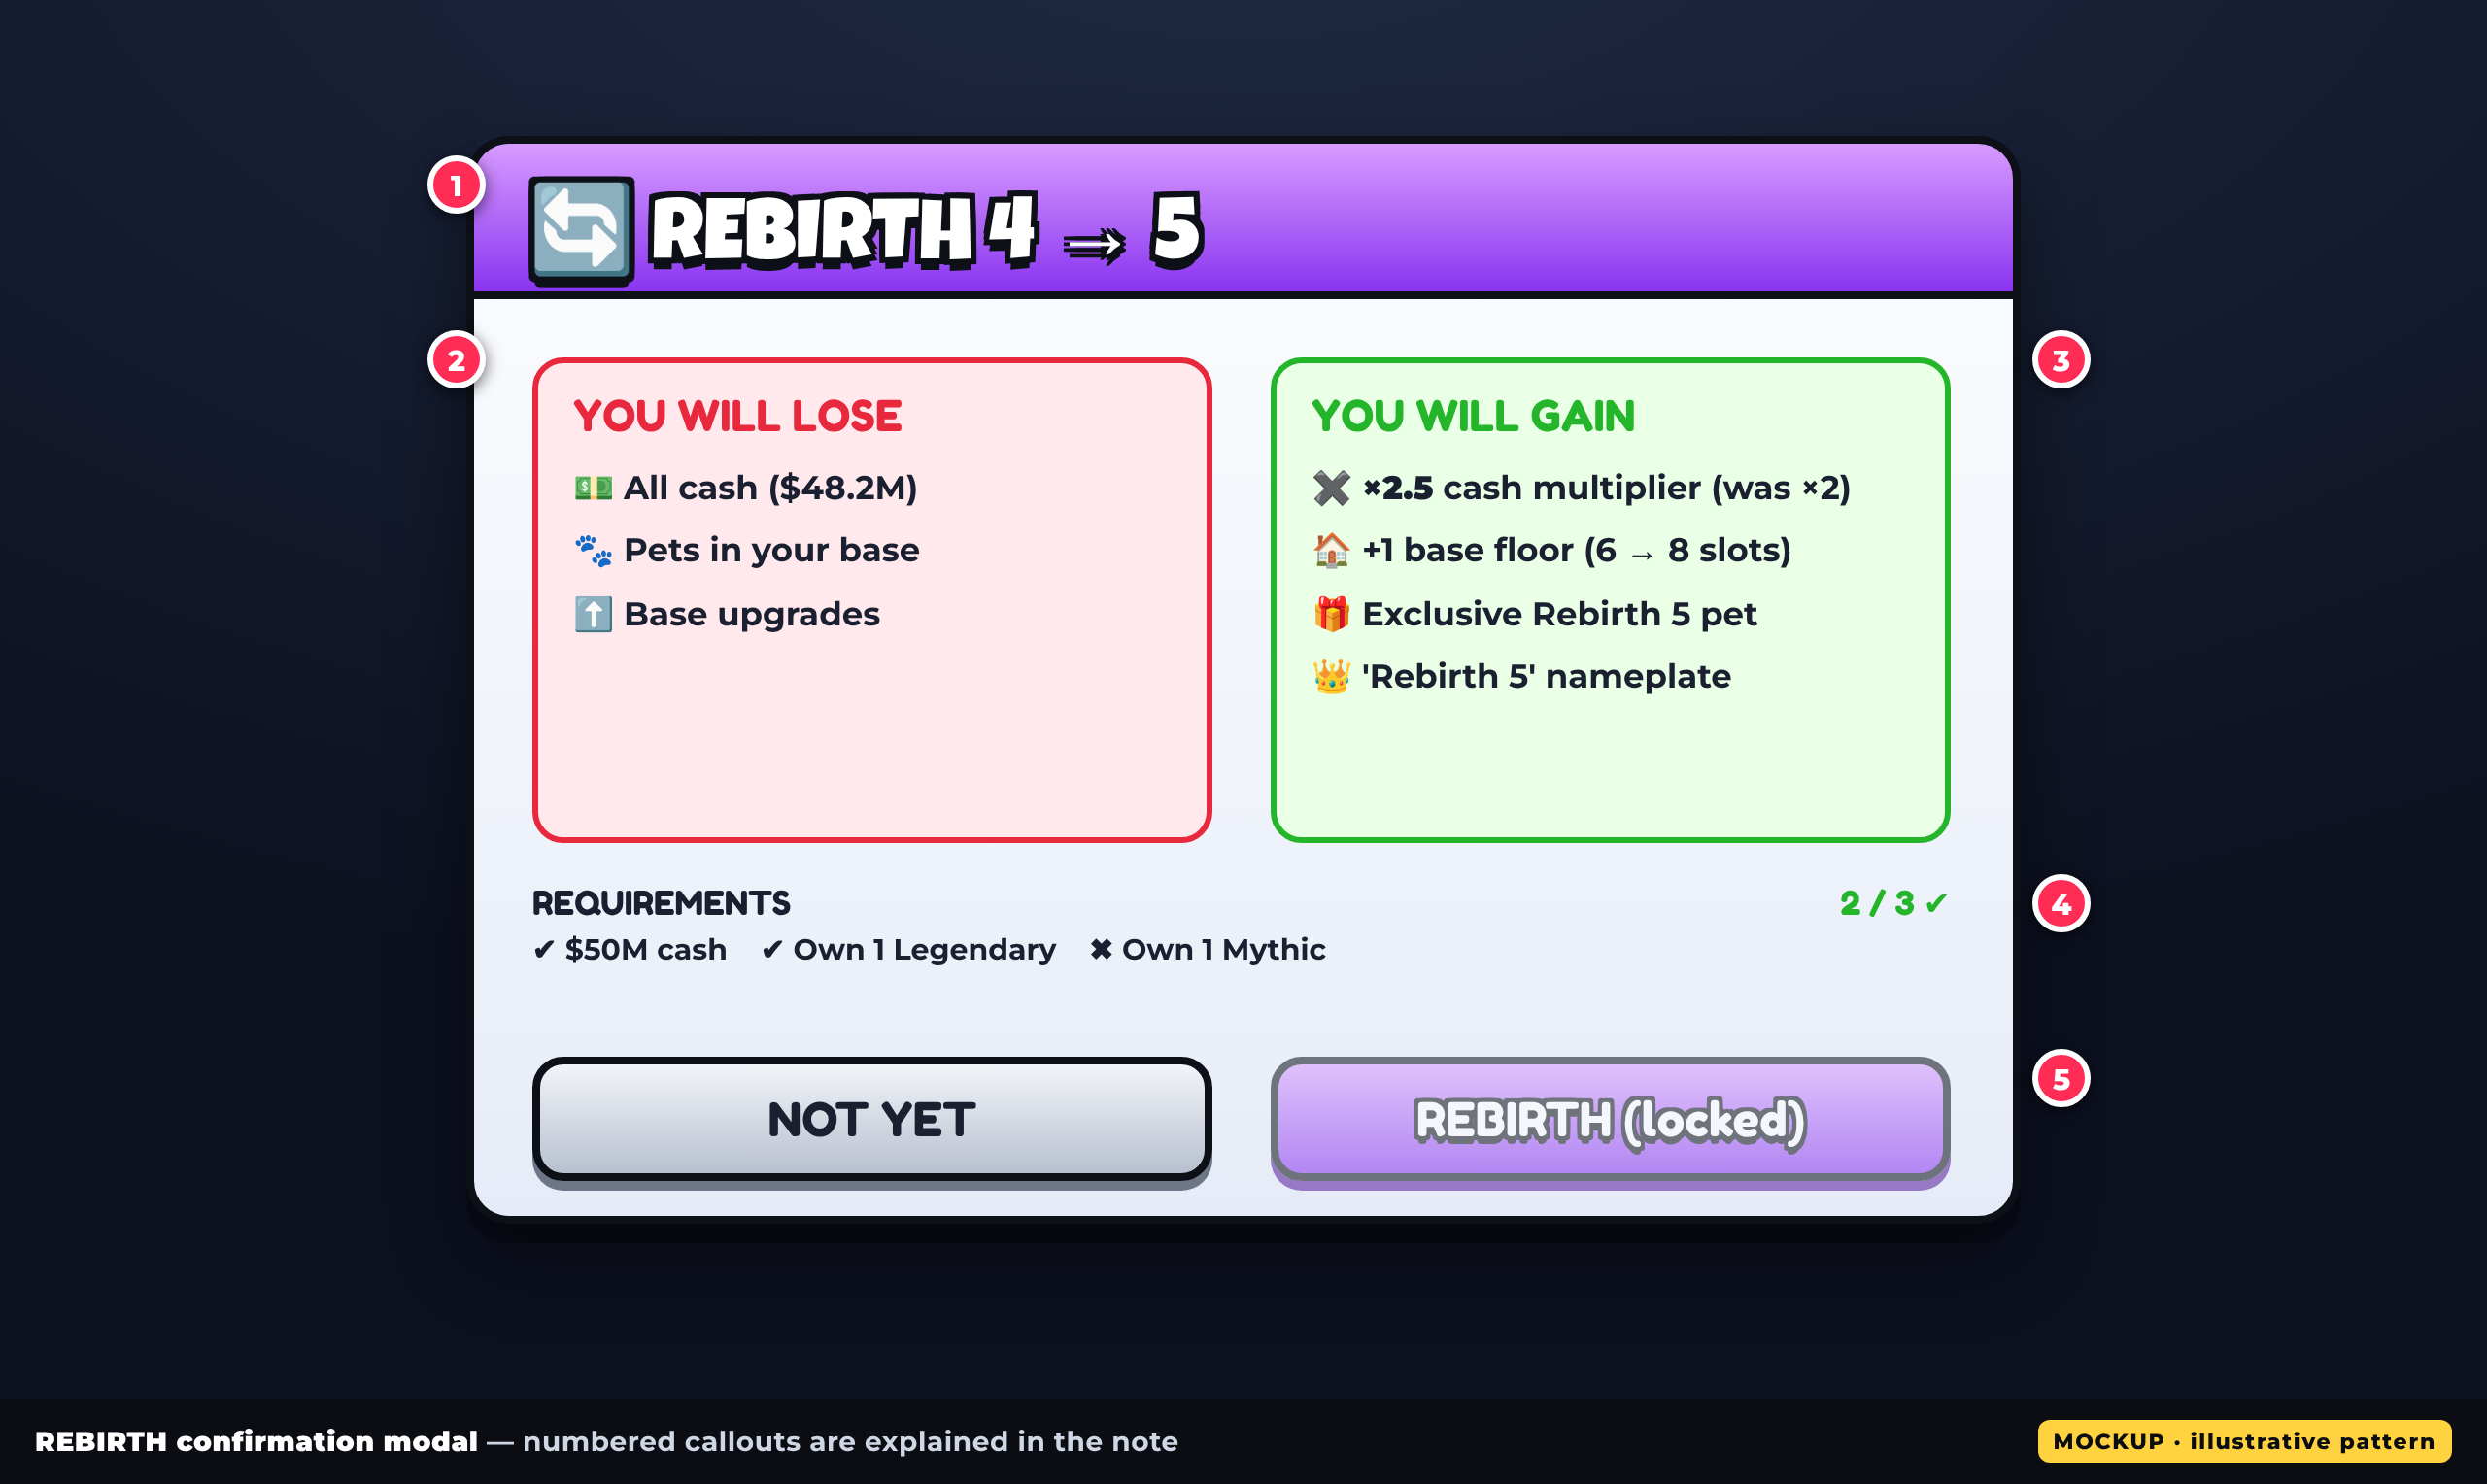 1
🔄 REBIRTH 4 → 5
2
3
YOU WILL LOSE
💵 All cash ($48.2M)
🐾 Pets in your base
⬆️ Base upgrades
YOU WILL GAIN
✖️ ×2.5 cash multiplier (was ×2)
🏠 +1 base floor (6 → 8 slots)
🎁 Exclusive Rebirth 5 pet
👑 'Rebirth 5' nameplate
REQUIREMENTS
2 / 3 ✔
4
✔ $50M cash ✔ Own 1 Legendary ✖ Own 1 Mythic
5
NOT YET
REBIRTH (locked)
REBIRTH confirmation modal — numbered callouts are explained in the note
MOCKUP · illustrative pattern